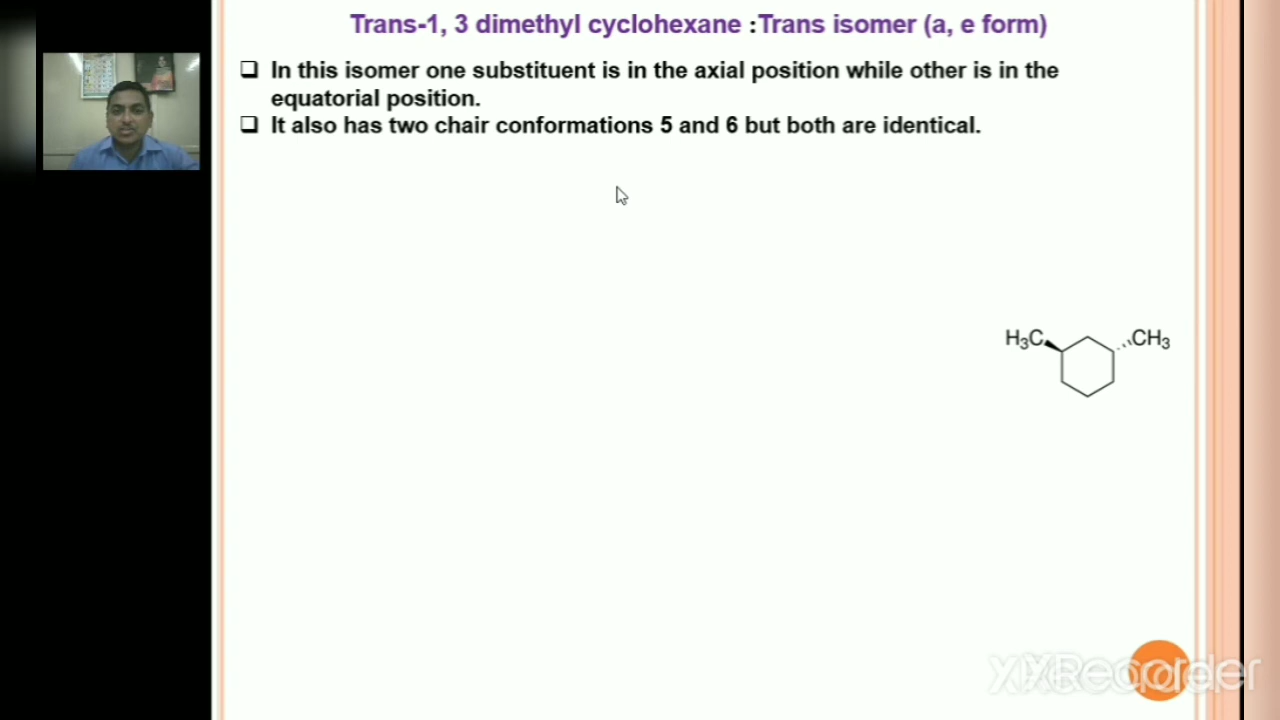 Trans-1, 3 dimethyl cyclohexane :Trans isomer (a, e form)
❑ In this isomer one substituent is in the axial position while other is in the
equatorial position.
❑ It also has two chair conformations 5 and 6 but both are identical.
H₃C CH₃
XRecorder